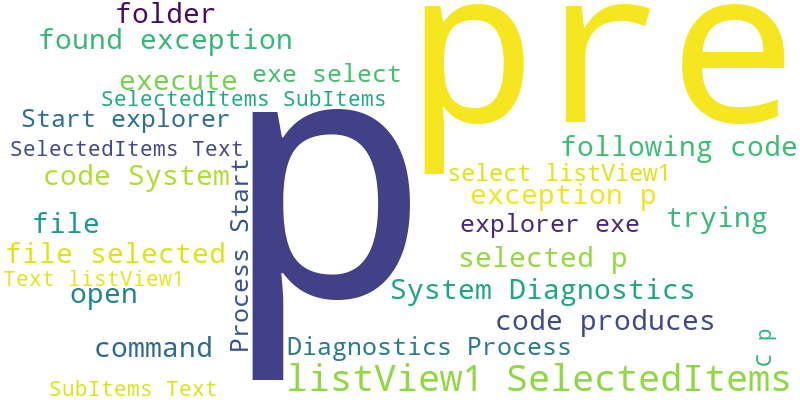 folder
pre
found exception
exe select
execute
SelectedItems SubItems
Start explorer
p
following code
SelectedItems Text
select listView1
code System
Process Start
exception p
file
explorer exe
trying
file selected
selected p
Text listView1
open
System Diagnostics
code produces
command
Diagnostics Process
C p
listView1 SelectedItems
SubItems Text